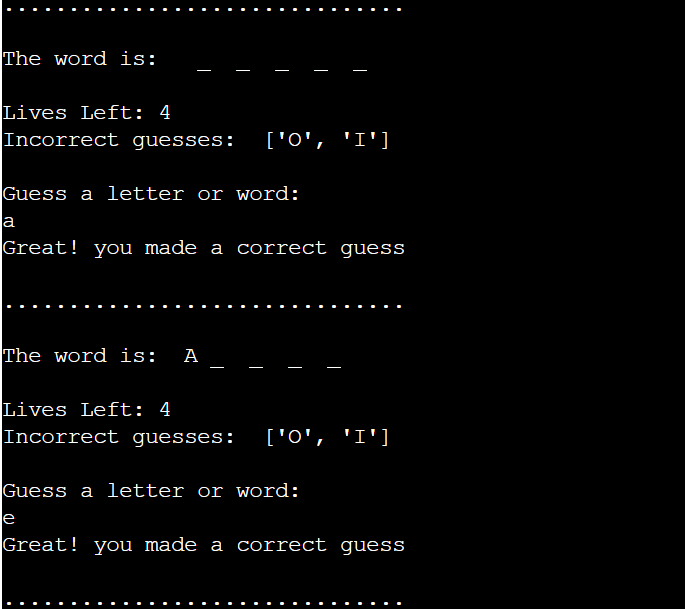 ...............................
The word is:   _  _  _  _  _
Lives Left: 4
Incorrect guesses:  ['O', 'I']
Guess a letter or word:
a
Great! you made a correct guess
...............................
The word is:  A _  _  _  _
Lives Left: 4
Incorrect guesses:  ['O', 'I']
Guess a letter or word:
e
Great! you made a correct guess
...............................